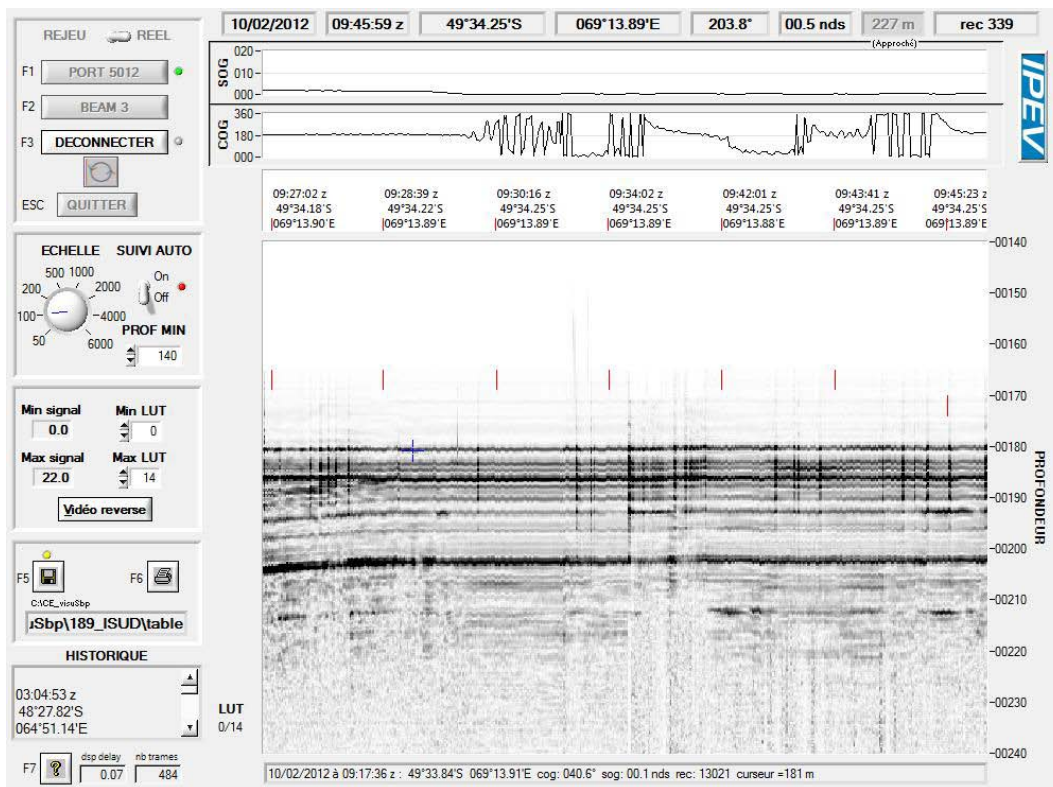 10/02/2012 09:45:59 z 49°34.25'S 069°13.89'E 203.8° 00.5 nds 227 m rec 339
(Approché)
REJEU REEL
F1 PORT 5012
F2 BEAM 3
F3 DECONNECTER
ESC QUITTER
SOG
020
010
000
COG
360
180
000
IPEV
09:27:02 z 09:28:39 z 09:30:16 z 09:34:02 z 09:42:01 z 09:43:41 z 09:45:23 z
49°34.18'S 49°34.22'S 49°34.25'S 49°34.25'S 49°34.25'S 49°34.25'S 49°34.25'S
069°13.90'E 069°13.89'E 069°13.89'E 069°13.89'E 069°13.88'E 069°13.89'E 069°13.89'E
ECHELLE SUIVI AUTO
500 1000
200 2000
100 4000
50 6000
On
Off
PROF MIN
140
Min signal Min LUT
0.0 0
Max signal Max LUT
22.0 14
Vidéo reverse
F5 F6
C:\CE_visuSbp
ıSbp\189_ISUD\table
HISTORIQUE
03:04:53 z
48°27.82'S
064°51.14'E
F7 ? dsp delay nb trames
0.07 484
LUT
0/14
-00140
-00150
-00160
-00170
-00180
-00190
-00200
-00210
-00220
-00230
-00240
PROFONDEUR
10/02/2012 à 09:17:36 z : 49°33.84'S 069°13.91'E cog: 040.6° sog: 00.1 nds rec: 13021 curseur =181 m